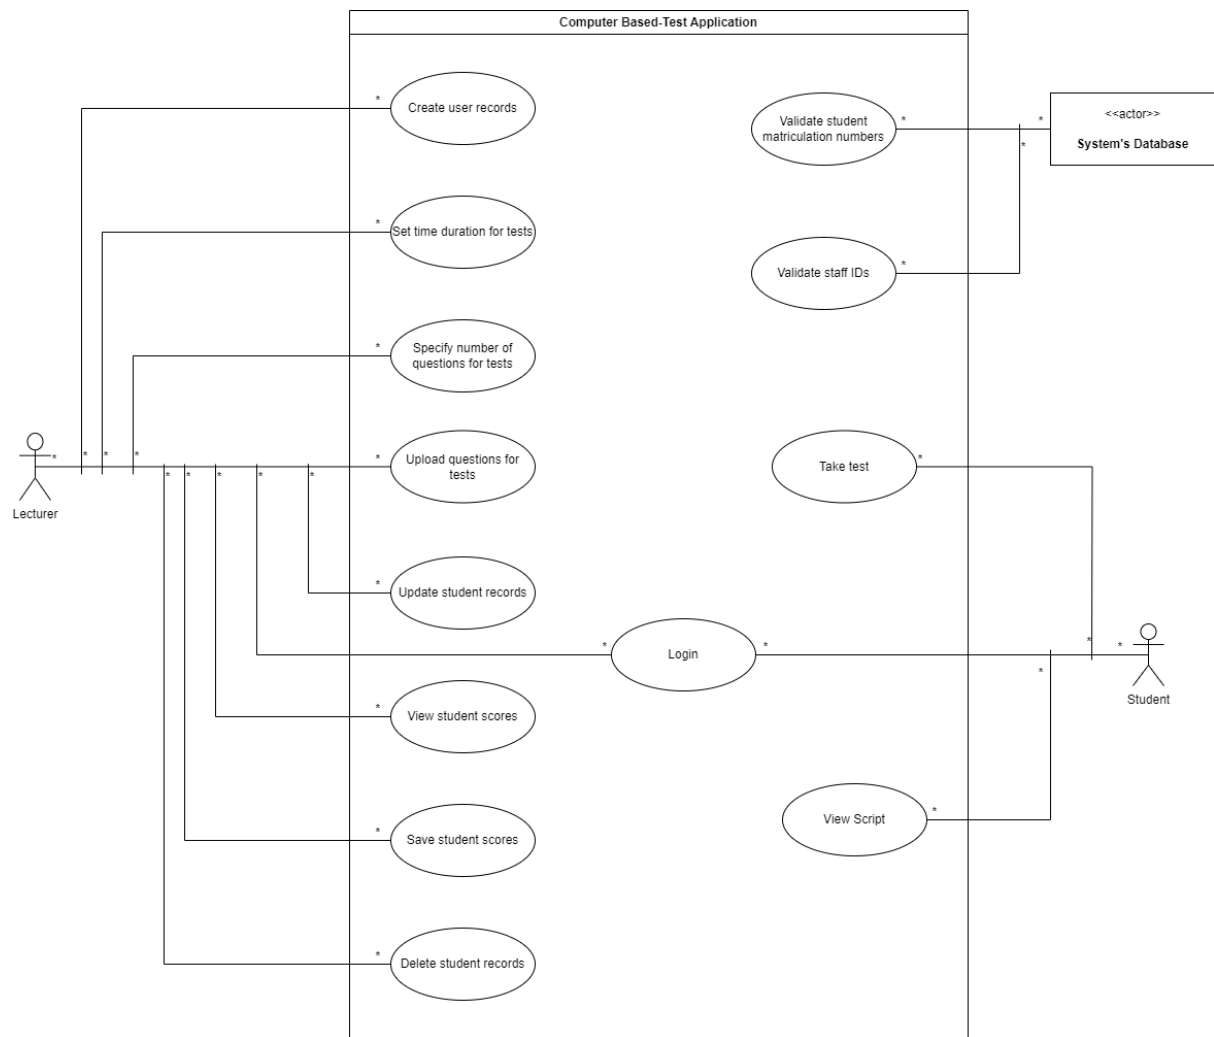 Computer Based-Test Application
Create user records
Validate student
matriculation numbers
<<actor>>
System's Database
Set time duration for tests
Validate staff IDs
Specify number of
questions for tests
Lecturer
Upload questions for
tests
Take test
Update student records
Login
Student
View student scores
View Script
Save student scores
Delete student records